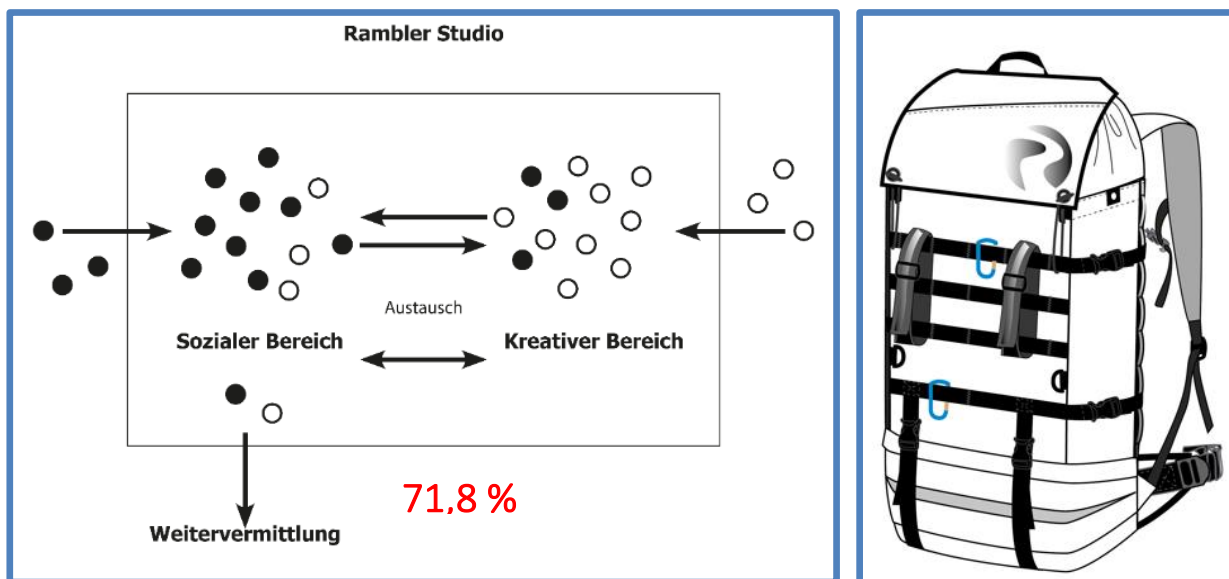 Rambler Studio
Austausch
Sozialer Bereich
Kreativer Bereich
71,8 %
Weitervermittlung